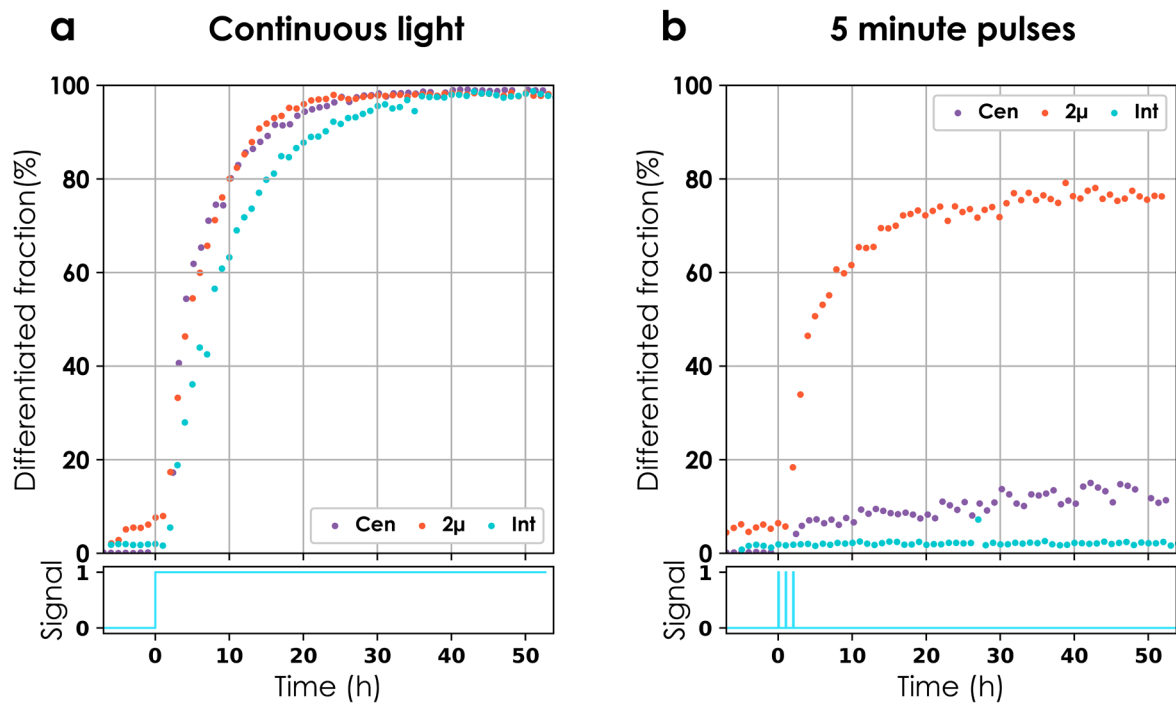 a Continuous light
Differentiated fraction(%)
100
80
60
40
20
0
Cen 2µ Int
Signal
1
0
0 10 20 30 40 50
Time (h)
b 5 minute pulses
Differentiated fraction(%)
100
80
60
40
20
0
Cen 2µ Int
Signal
1
0
0 10 20 30 40 50
Time (h)